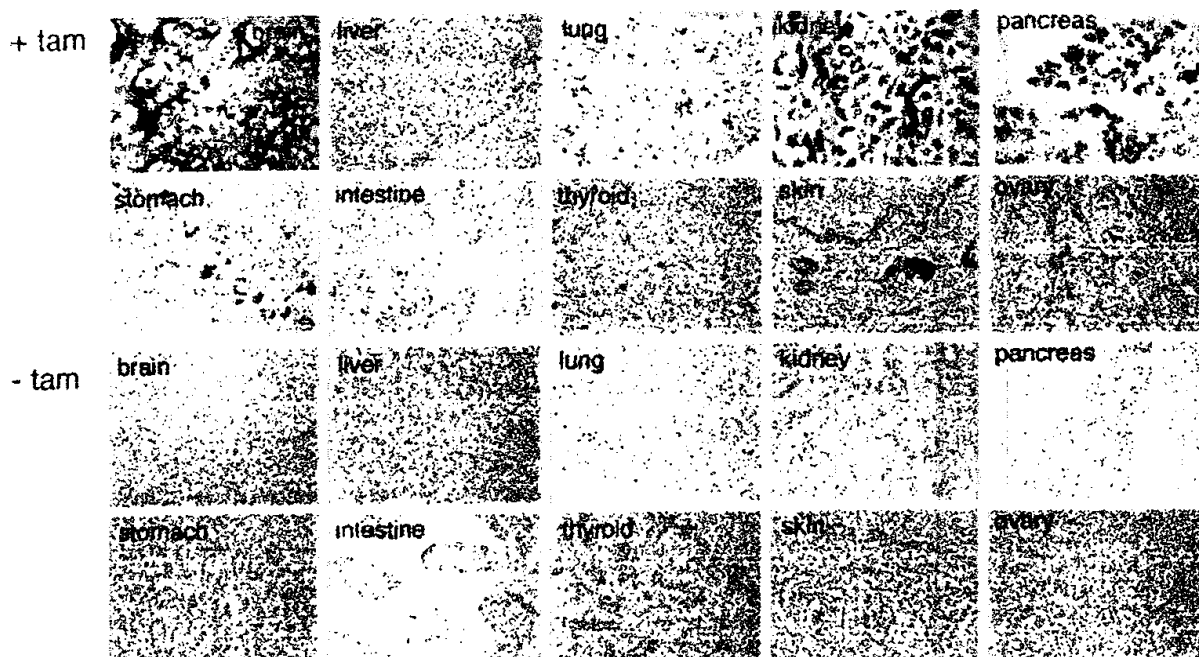 + tam
brain liver lung kidney pancreas
stomach intestine thyroid skin ovary
- tam
brain liver lung kidney pancreas
stomach intestine thyroid skin ovary